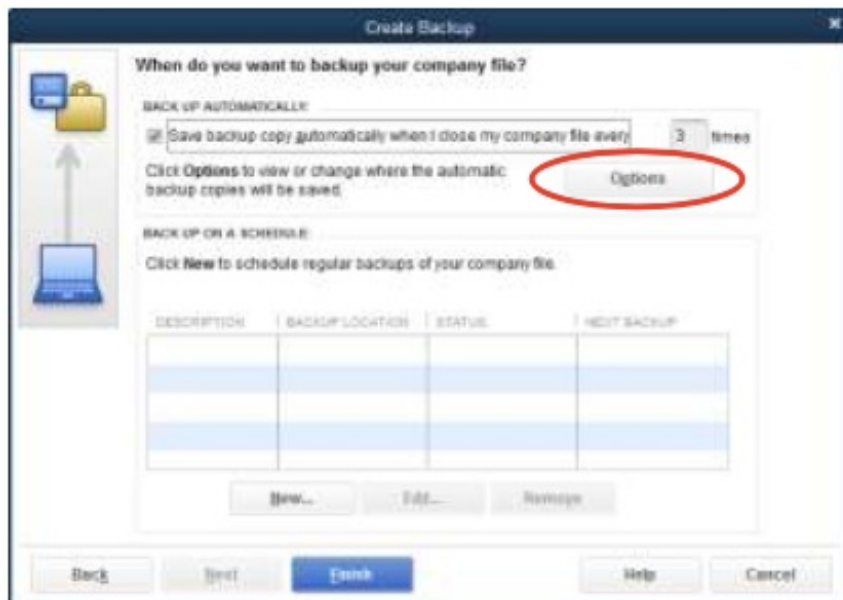 Create Backup
When do you want to backup your company file?
BACK UP AUTOMATICALLY:
Save backup copy automatically when I close my company file every 3 times
Click Options to view or change where the automatic
backup copies will be saved.
Options
BACK UP ON A SCHEDULE:
Click New to schedule regular backups of your company file.
DESCRIPTION BACKUP LOCATION STATUS NEXT BACKUP
New... Edit... Remove
Back Next Finish Help Cancel